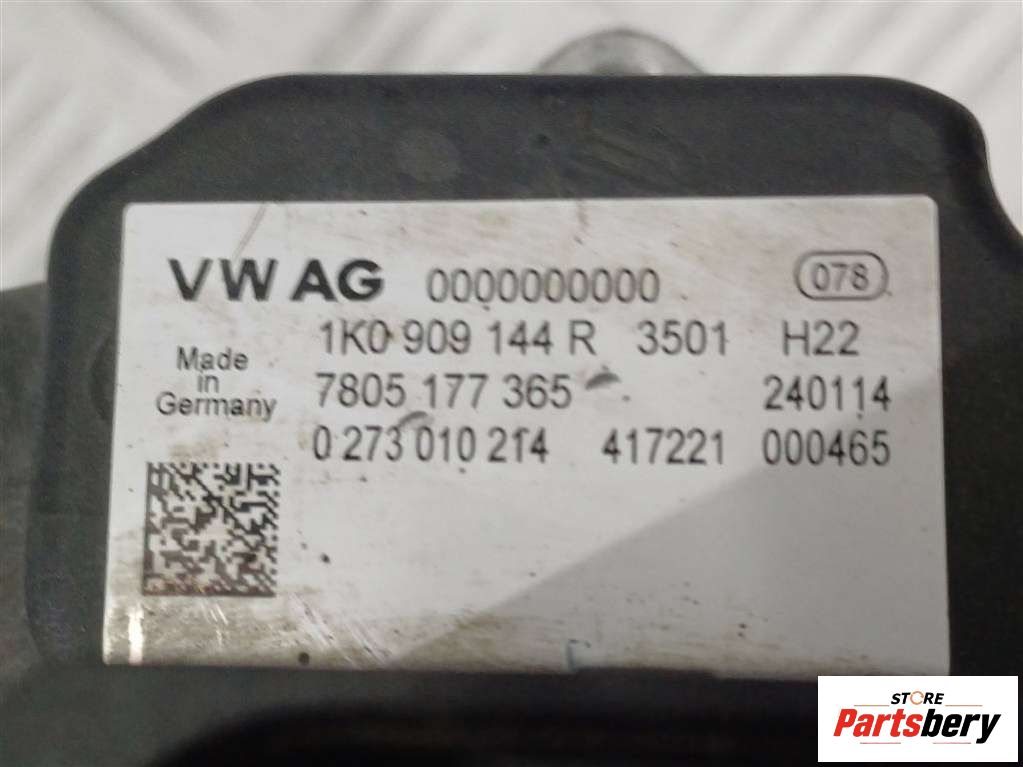 VW AG 0000000000 078
1K0 909 144 R 3501 H22
Made
in
Germany
7805 177 365 240114
0 273 010 214 417221 000465
STORE
Partsbery